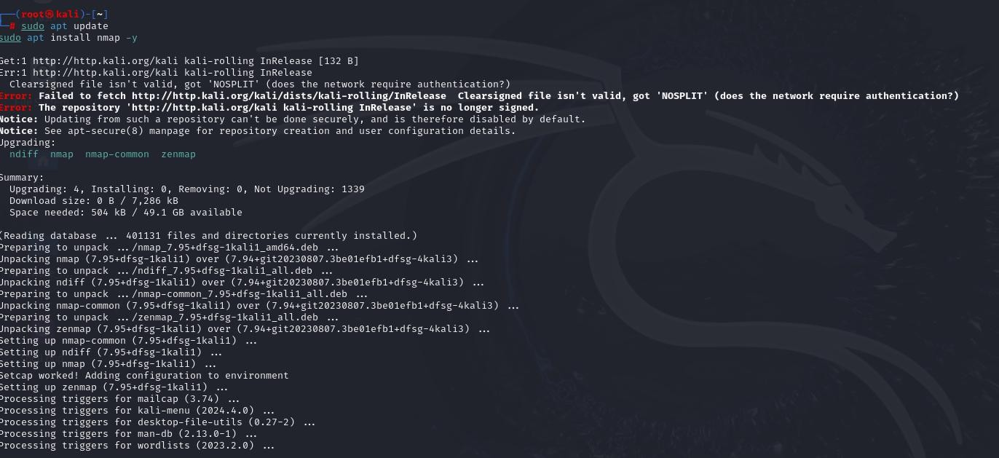 ┌──(root㉿kali)-[~]
└─# sudo apt update
sudo apt install nmap -y
Get:1 http://http.kali.org/kali kali-rolling InRelease [132 B]
Err:1 http://http.kali.org/kali kali-rolling InRelease
Clearsigned file isn't valid, got 'NOSPLIT' (does the network require authentication?)
Error: Failed to fetch http://http.kali.org/kali/dists/kali-rolling/InRelease  Clearsigned file isn't valid, got 'NOSPLIT' (does the network require authentication?)
Error: The repository 'http://http.kali.org/kali kali-rolling InRelease' is no longer signed.
Notice: Updating from such a repository can't be done securely, and is therefore disabled by default.
Notice: See apt-secure(8) manpage for repository creation and user configuration details.
Upgrading:
ndiff  nmap  nmap-common  zenmap
Summary:
Upgrading: 4, Installing: 0, Removing: 0, Not Upgrading: 1339
Download size: 0 B / 7,286 kB
Space needed: 504 kB / 49.1 GB available
(Reading database ... 401131 files and directories currently installed.)
Preparing to unpack .../nmap_7.95+dfsg-1kali1_amd64.deb ...
Unpacking nmap (7.95+dfsg-1kali1) over (7.94+git20230807.3be01efb1+dfsg-4kali3) ...
Preparing to unpack .../ndiff_7.95+dfsg-1kali1_all.deb ...
Unpacking ndiff (7.95+dfsg-1kali1) over (7.94+git20230807.3be01efb1+dfsg-4kali3) ...
Preparing to unpack .../nmap-common_7.95+dfsg-1kali1_all.deb ...
Unpacking nmap-common (7.95+dfsg-1kali1) over (7.94+git20230807.3be01efb1+dfsg-4kali3) ...
Preparing to unpack .../zenmap_7.95+dfsg-1kali1_all.deb ...
Unpacking zenmap (7.95+dfsg-1kali1) over (7.94+git20230807.3be01efb1+dfsg-4kali3) ...
Setting up nmap-common (7.95+dfsg-1kali1) ...
Setting up ndiff (7.95+dfsg-1kali1) ...
Setting up nmap (7.95+dfsg-1kali1) ...
Setcap worked! Adding configuration to environment
Setting up zenmap (7.95+dfsg-1kali1) ...
Processing triggers for mailcap (3.74) ...
Processing triggers for kali-menu (2024.4.0) ...
Processing triggers for desktop-file-utils (0.27-2) ...
Processing triggers for man-db (2.13.0-1) ...
Processing triggers for wordlists (2023.2.0) ...